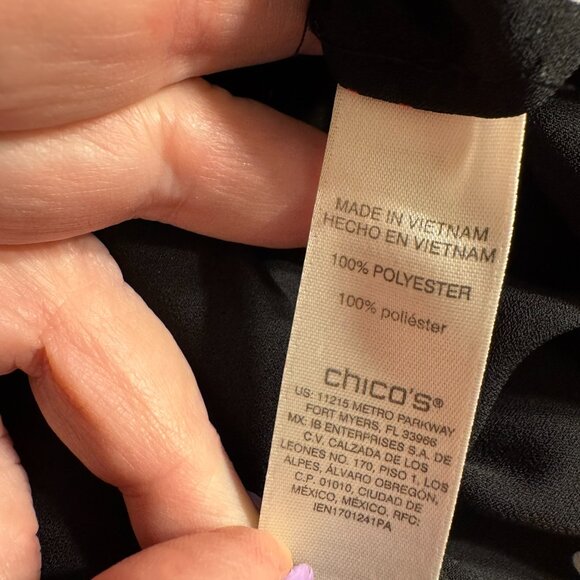 MADE IN VIETNAM
HECHO EN VIETNAM
100% POLYESTER
100% poliéster
chico's®
US: 11215 METRO PARKWAY
FORT MYERS, FL 33966
MX: IB ENTERPRISES S.A. DE
C.V. CALZADA DE LOS
LEONES NO. 170, PISO 1, LOS
ALPES, ÁLVARO OBREGÓN,
C.P. 01010, CIUDAD DE
MÉXICO, MÉXICO, RFC:
IEN1701241PA